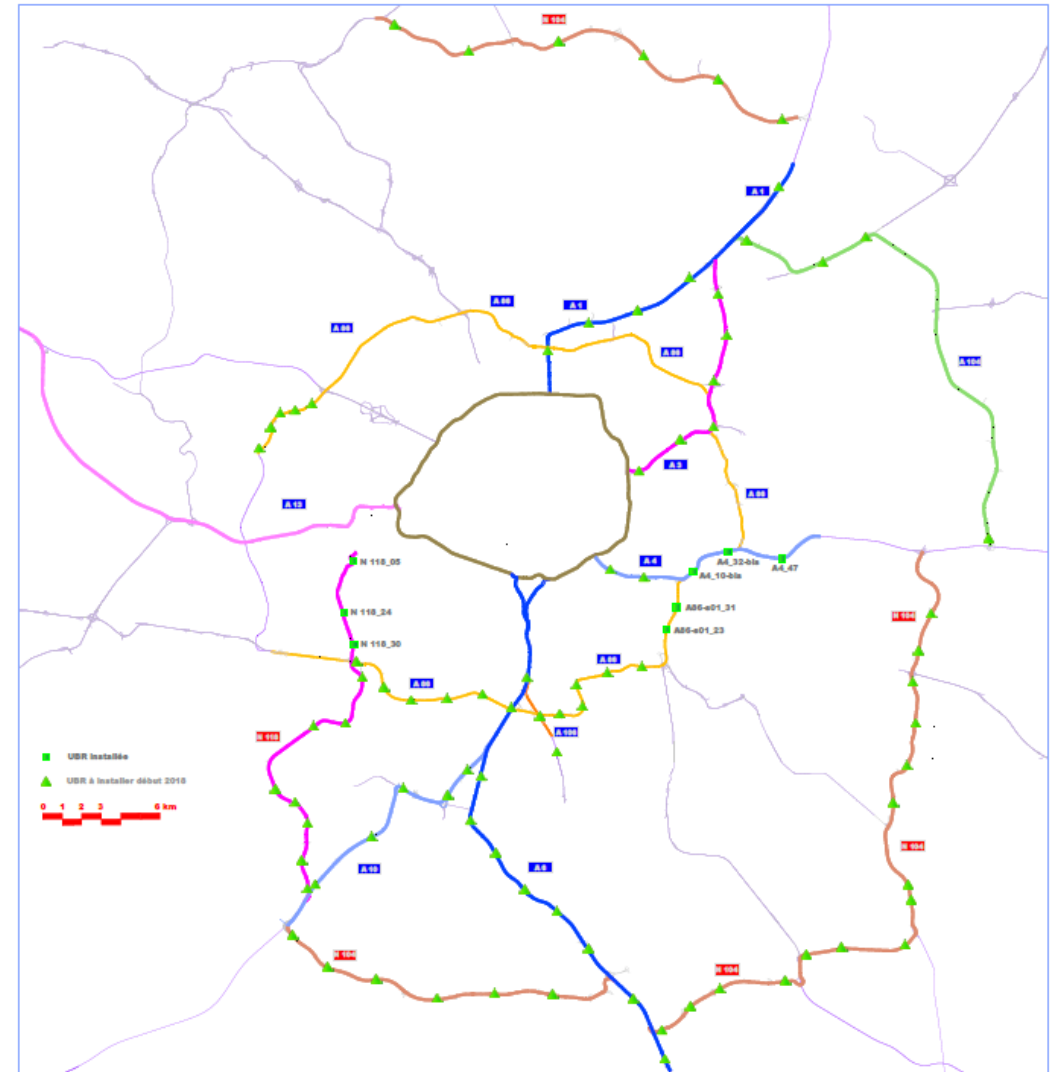 N 104
A 1
A 86
A 1
A 86
A 86
A 104
A 3
A 13
A 86
A4_32-bis
A 4
A4_47
N 118_05
A4_10-bis
A86-e01_31
N 118_24
N 104
A86-e01_23
N 118_30
A 86
A 86
A 106
N 118
UBR installée
UBR à installer début 2015
0 1 2 3 6 km
N 104
A 6
A 10
N 104
N 104